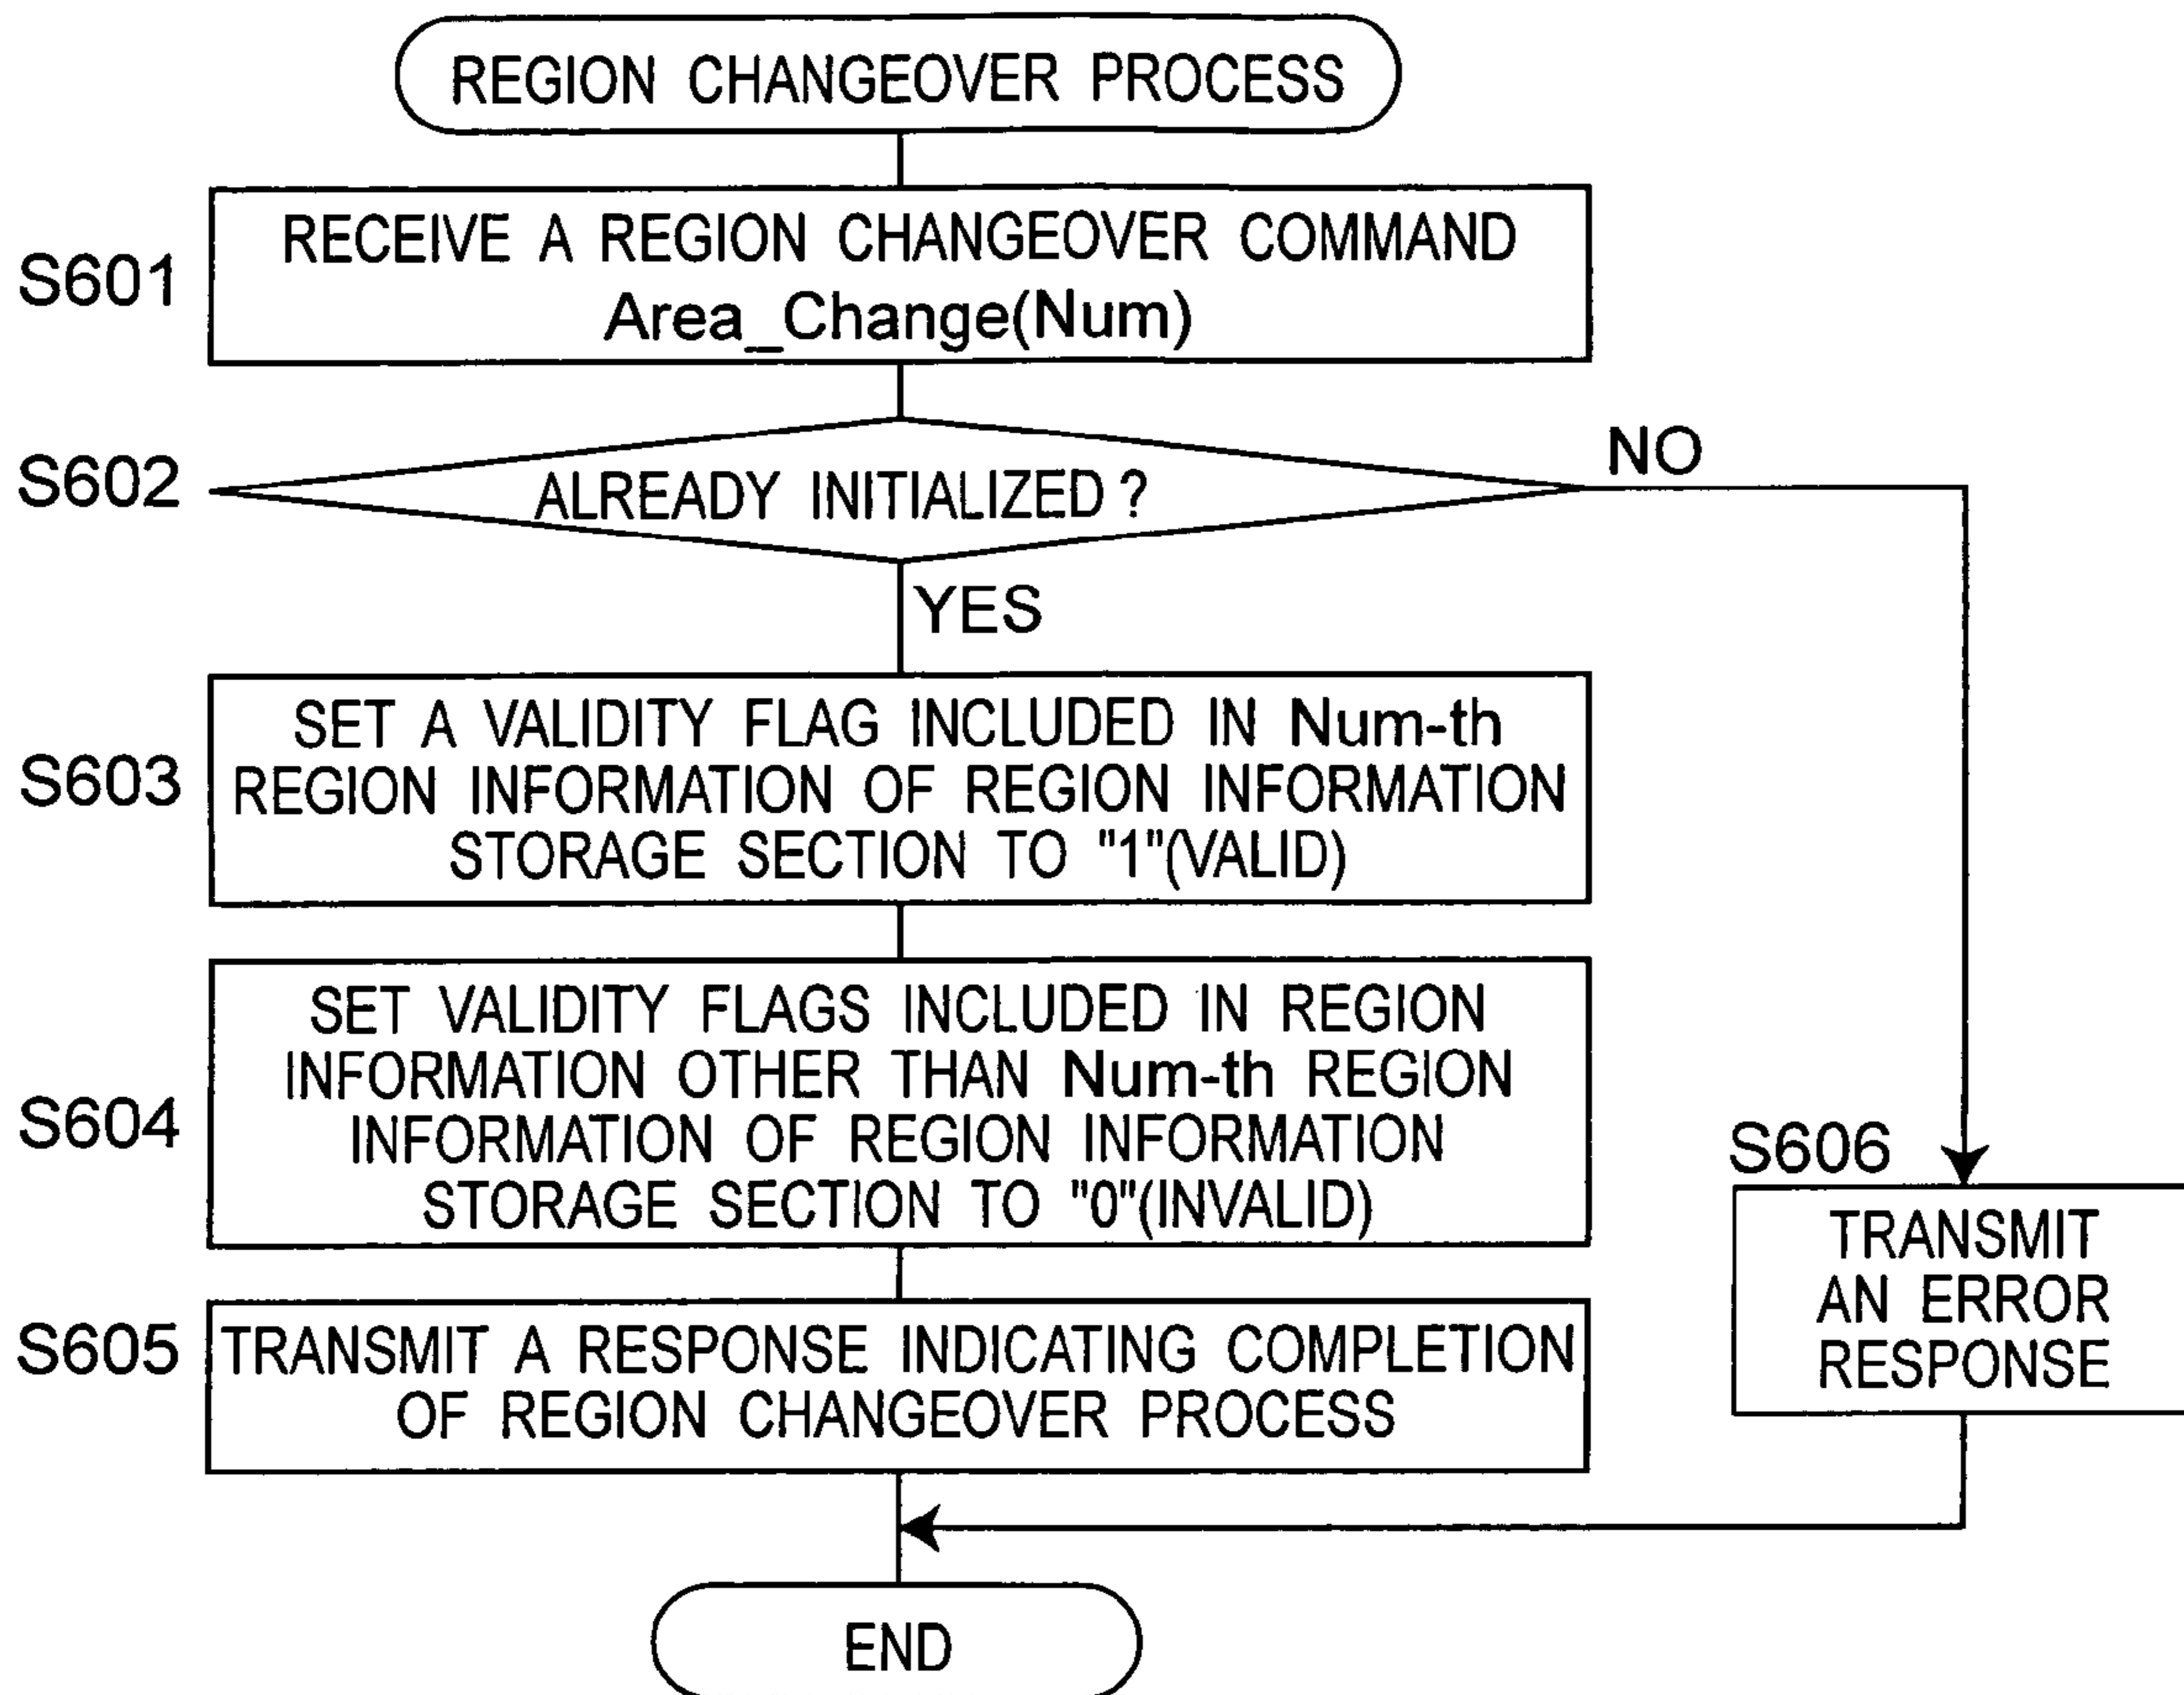 REGION CHANGEOVER PROCESS
S601
RECEIVE A REGION CHANGEOVER COMMAND
Area_Change(Num)
S602
ALREADY INITIALIZED ?
NO
YES
S603
SET A VALIDITY FLAG INCLUDED IN Num-th
REGION INFORMATION OF REGION INFORMATION
STORAGE SECTION TO "1"(VALID)
S604
SET VALIDITY FLAGS INCLUDED IN REGION
INFORMATION OTHER THAN Num-th REGION
INFORMATION OF REGION INFORMATION
STORAGE SECTION TO "0"(INVALID)
S605
TRANSMIT A RESPONSE INDICATING COMPLETION
OF REGION CHANGEOVER PROCESS
S606
TRANSMIT
AN ERROR
RESPONSE
END